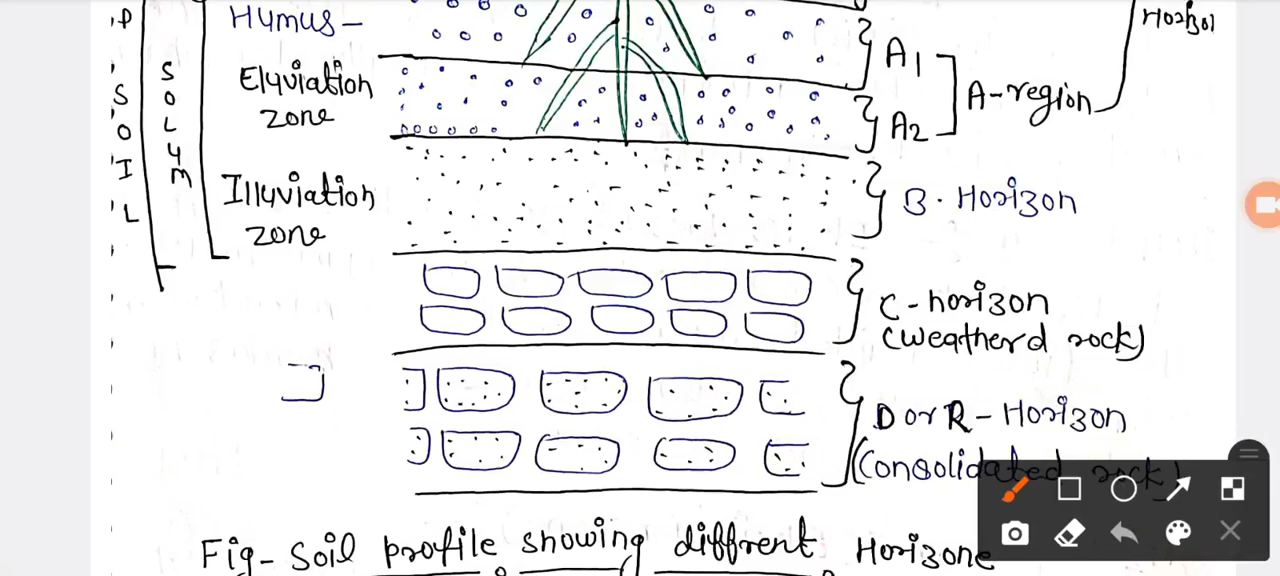 'P
S
O
I
L
S
O
L
U
M
Humus –
Eluviation
zone
Illuviation
zone
A1
A2
A-region
Horizon
B. Horizon
C-horizon
(Weatherd rock)
D or R – Horizon
(Consolidated rock)
Fig- Soil profile showing diffrent Horizone